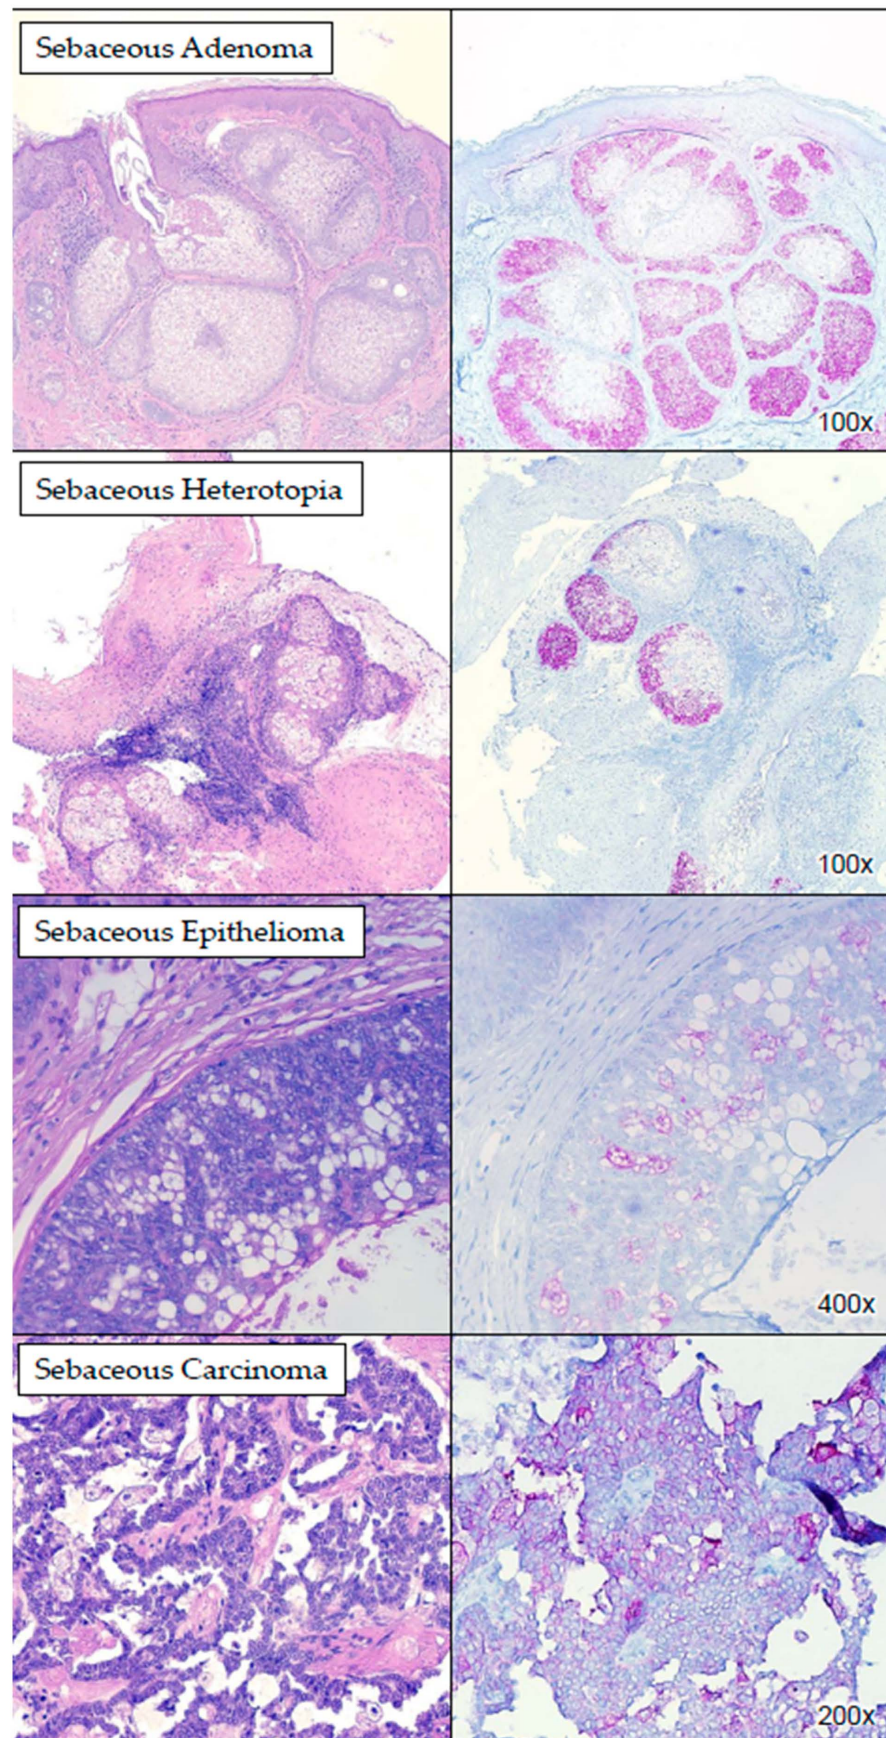 Sebaceous Adenoma
100x
Sebaceous Heterotopia
100x
Sebaceous Epithelioma
400x
Sebaceous Carcinoma
200x